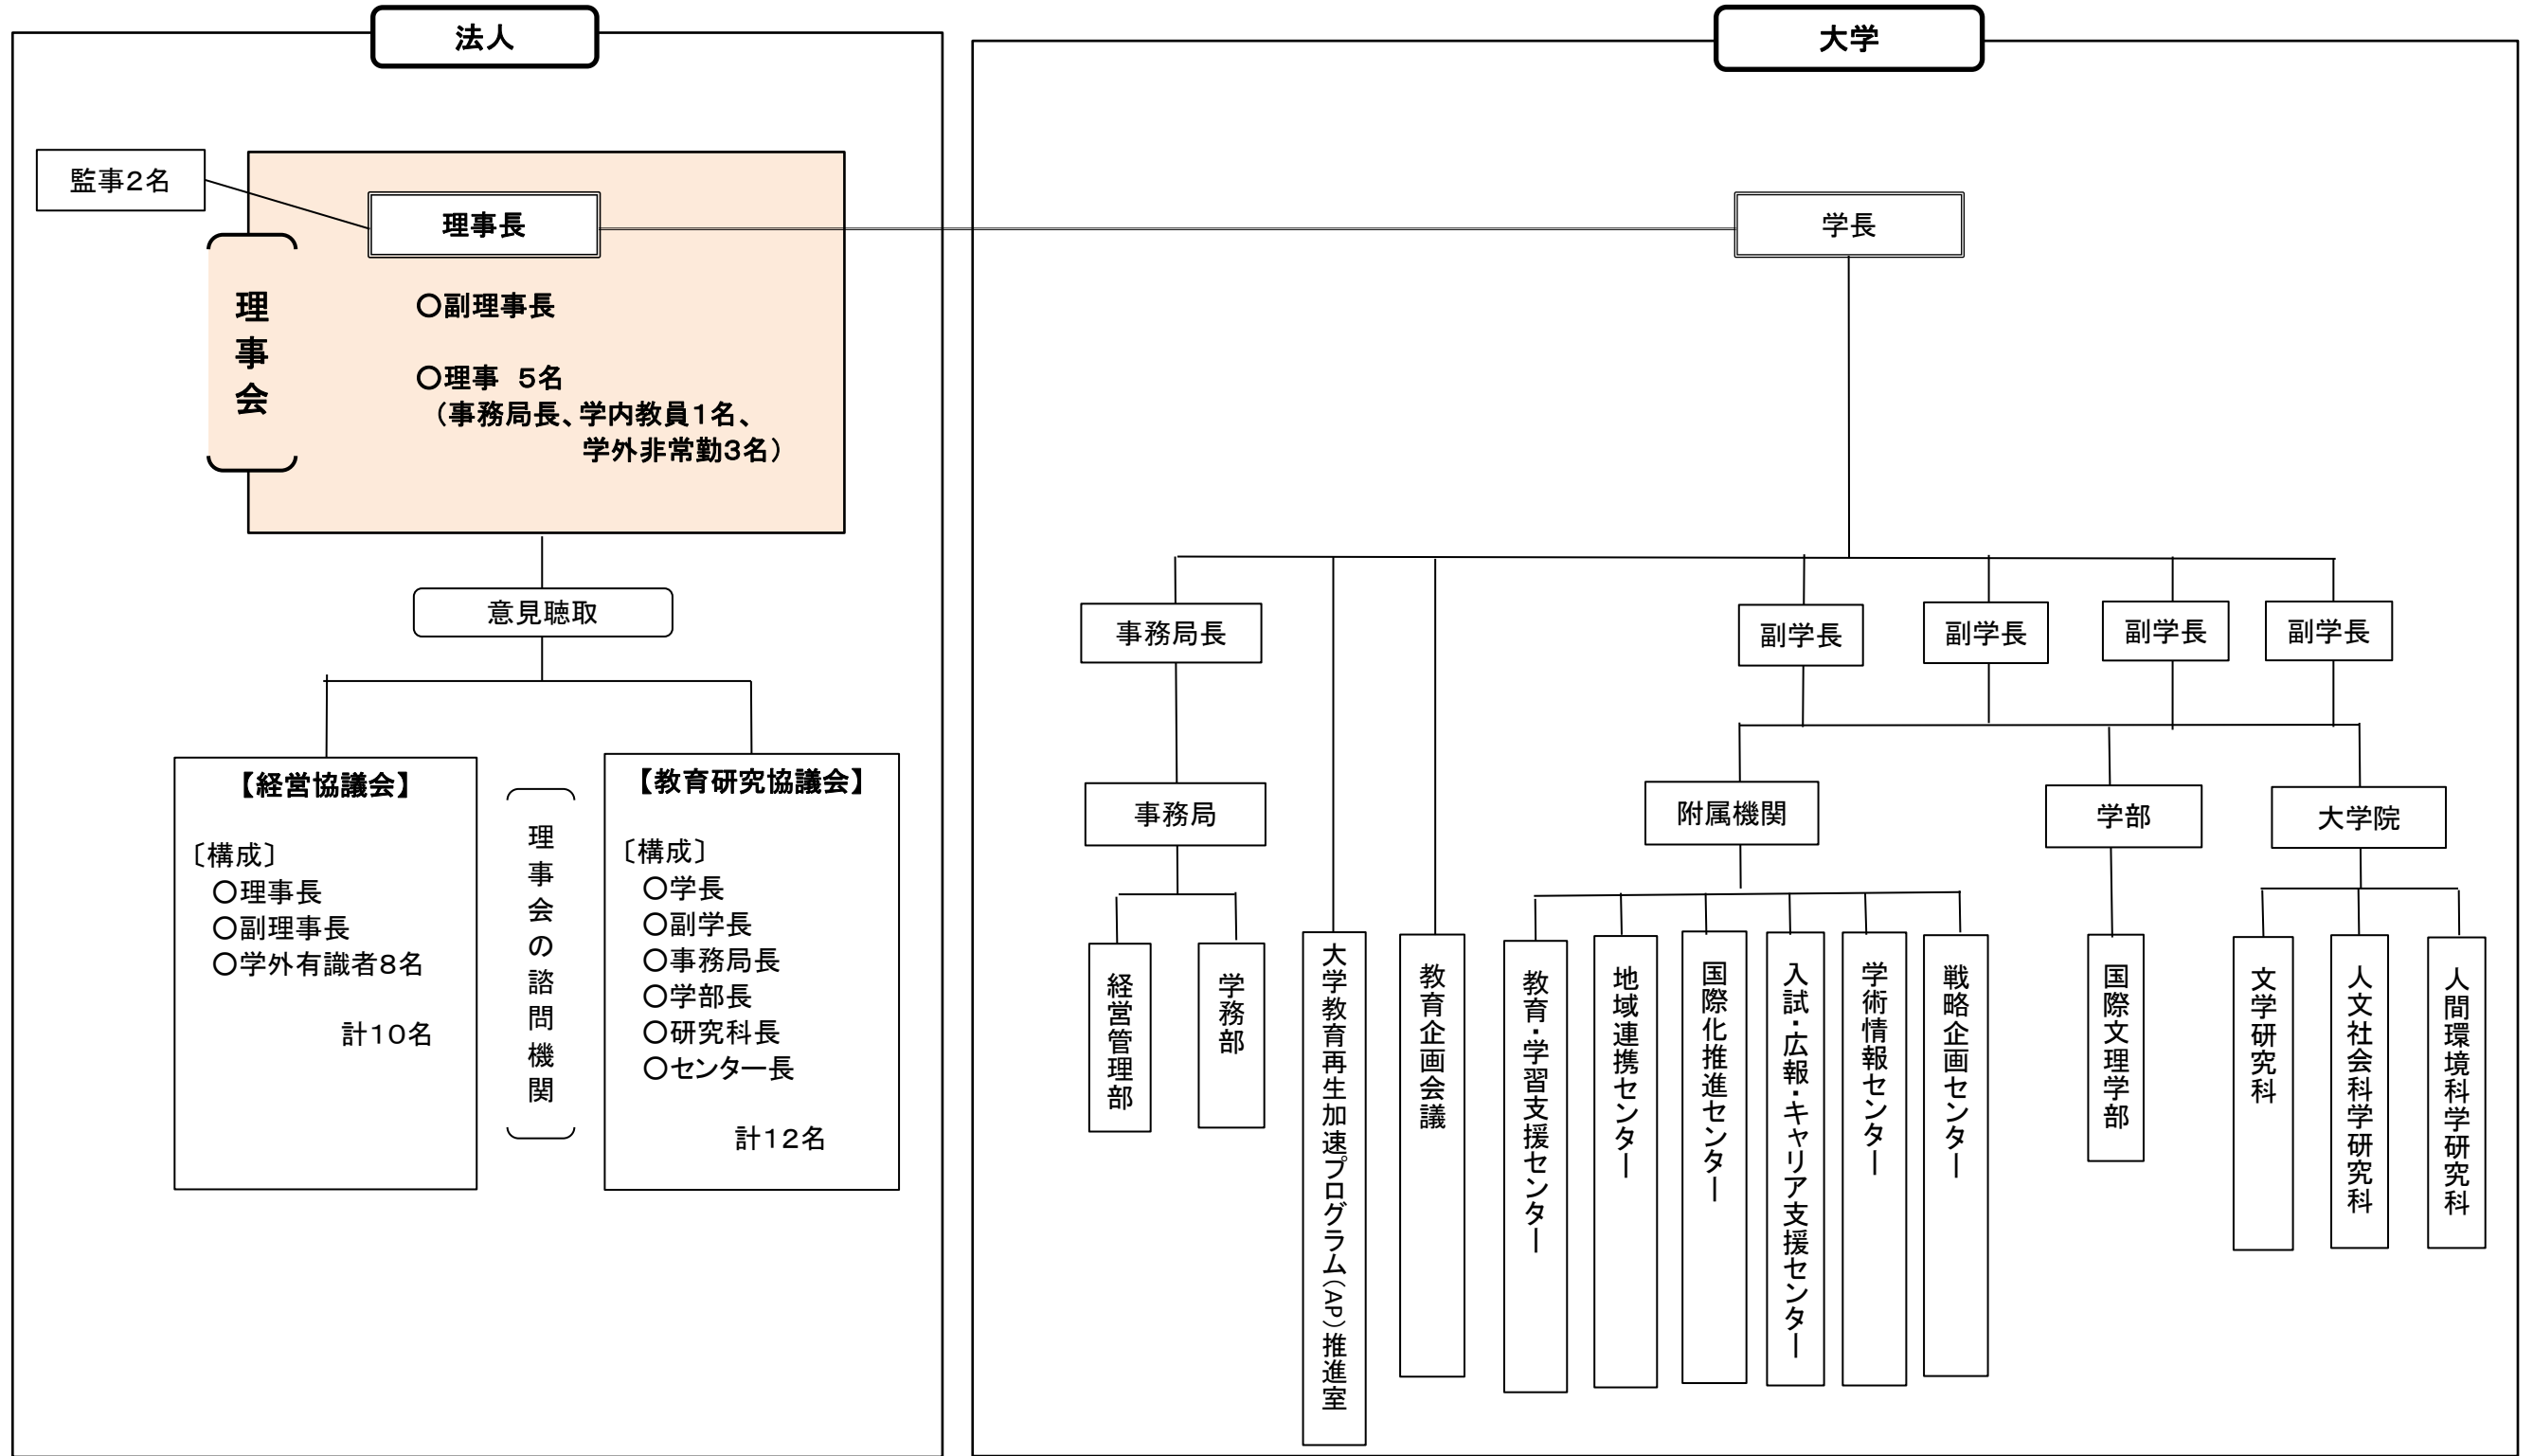 法人
監事2名
理事長
理事会
〇副理事長
〇理事　5名
（事務局長、学内教員1名、
学外非常勤3名）
意見聴取
【経営協議会】
〔構成〕
〇理事長
〇副理事長
〇学外有識者8名
計10名
理事会の諮問機関
【教育研究協議会】
〔構成〕
〇学長
〇副学長
〇事務局長
〇学部長
〇研究科長
〇センター長
計12名
大学
学長
事務局長
副学長
副学長
副学長
副学長
事務局
附属機関
学部
大学院
経営管理部
学務部
大学教育再生加速プログラム（AP）推進室
教育企画会議
教育・学習支援センター
地域連携センター
国際化推進センター
入試・広報・キャリア支援センター
学術情報センター
戦略企画センター
国際文理学部
文学研究科
人文社会科学研究科
人間環境科学研究科